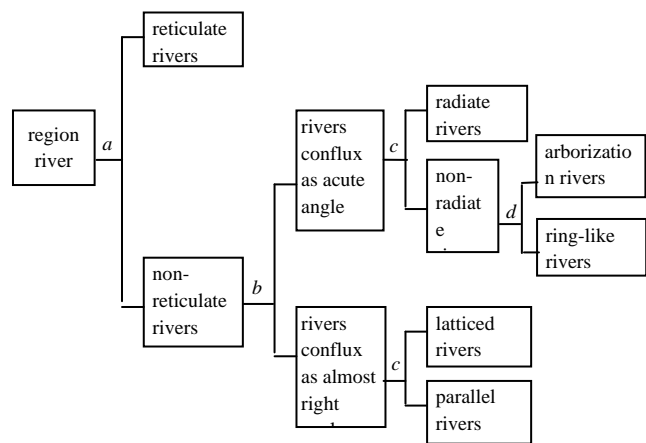 reticulate
rivers
region
river
a
rivers
conflux
as acute
angle
c
radiate
rivers
non-
radiat
e
d
arborizatio
n rivers
ring-like
rivers
non-
reticulate
rivers
b
rivers
conflux
as almost
right
c
latticed
rivers
parallel
rivers